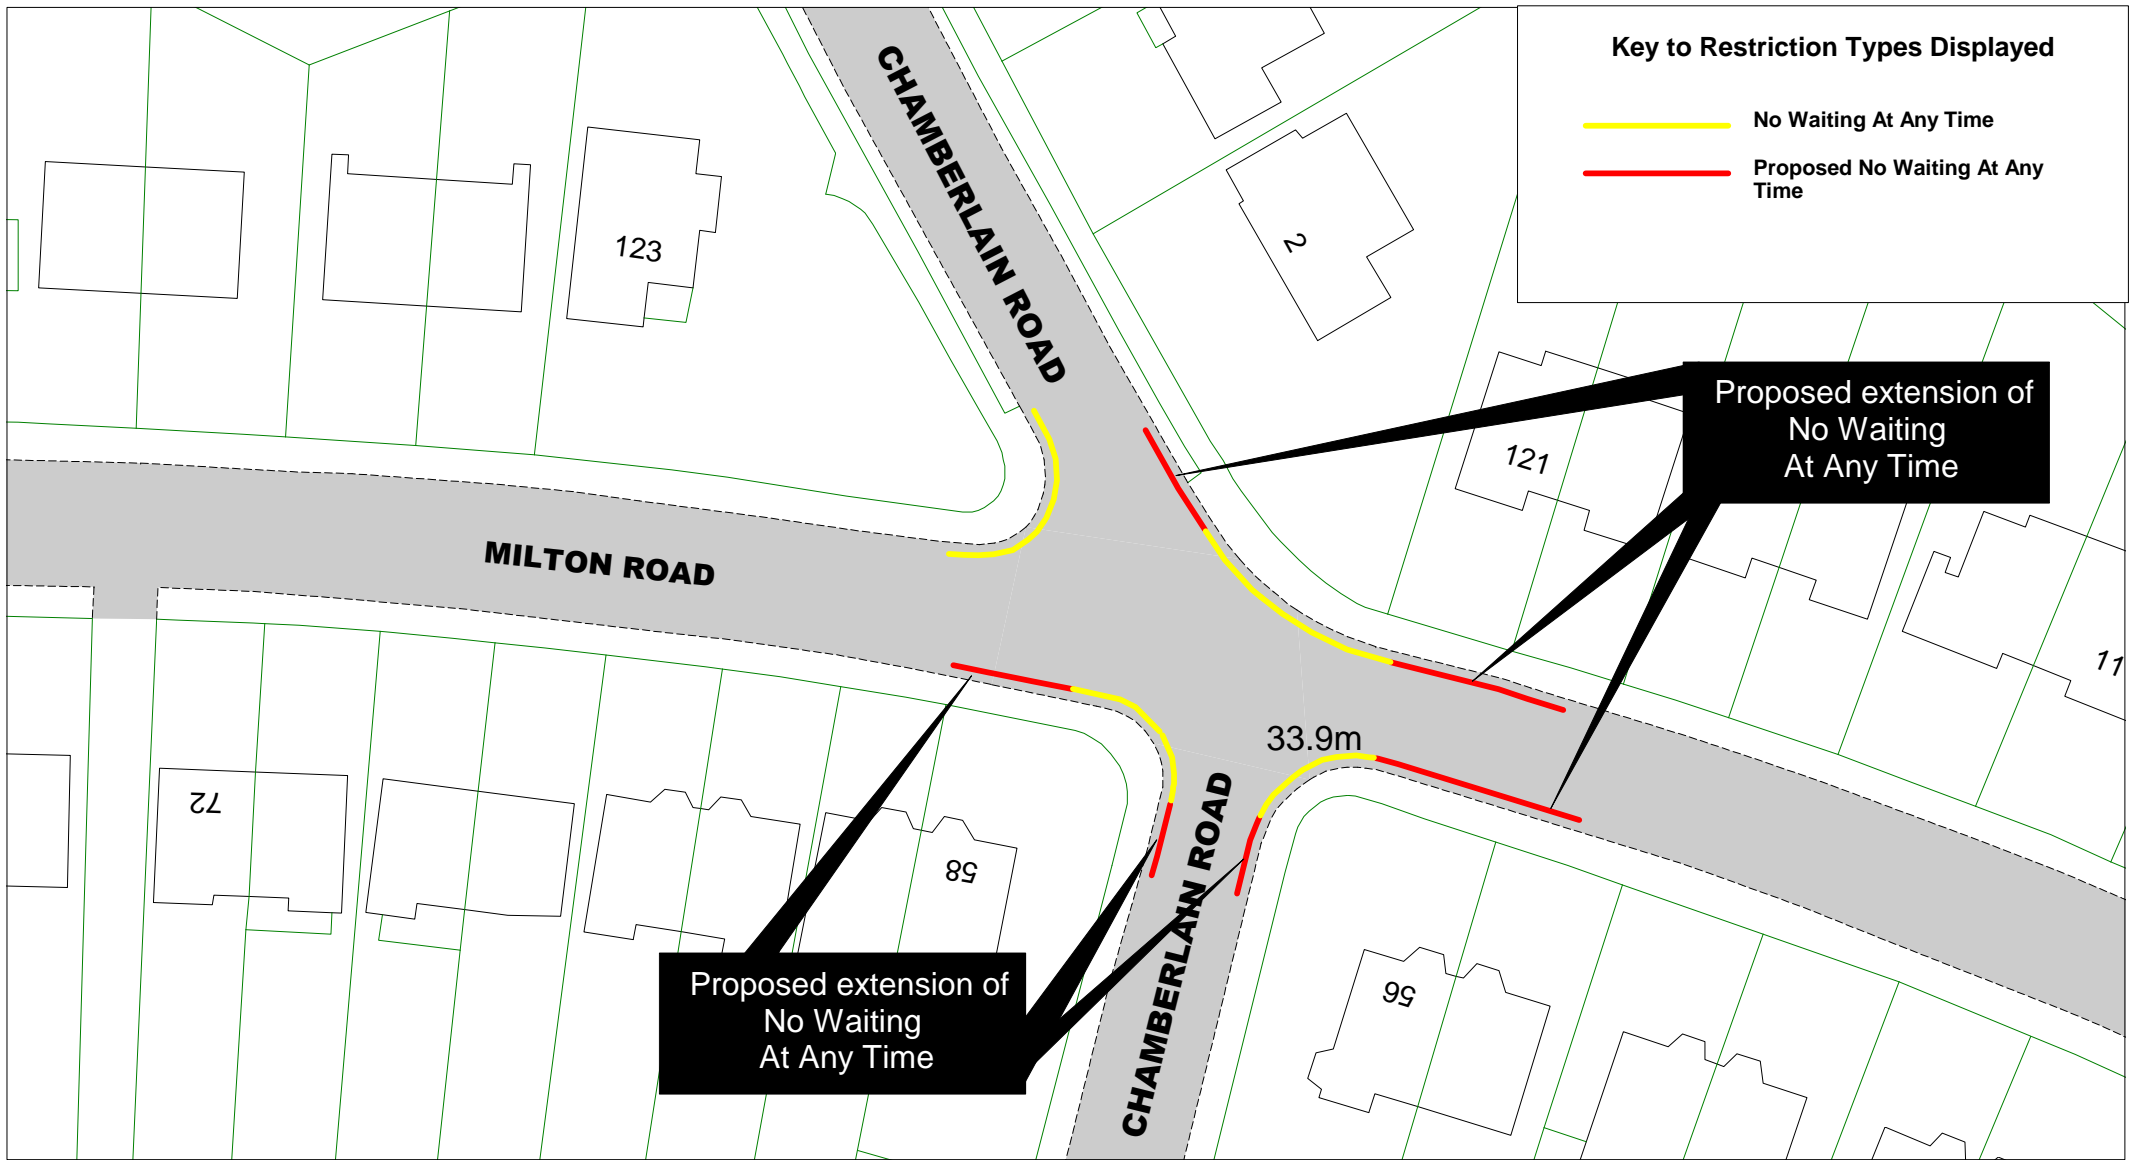 Key to Restriction Types Displayed
No Waiting At Any Time
Proposed No Waiting At Any
Time
CHAMBERLAIN ROAD
123
2
Proposed extension of
No Waiting
At Any Time
121
MILTON ROAD
11
33.9m
72
58
CHAMBERLAIN ROAD
56
Proposed extension of
No Waiting
At Any Time